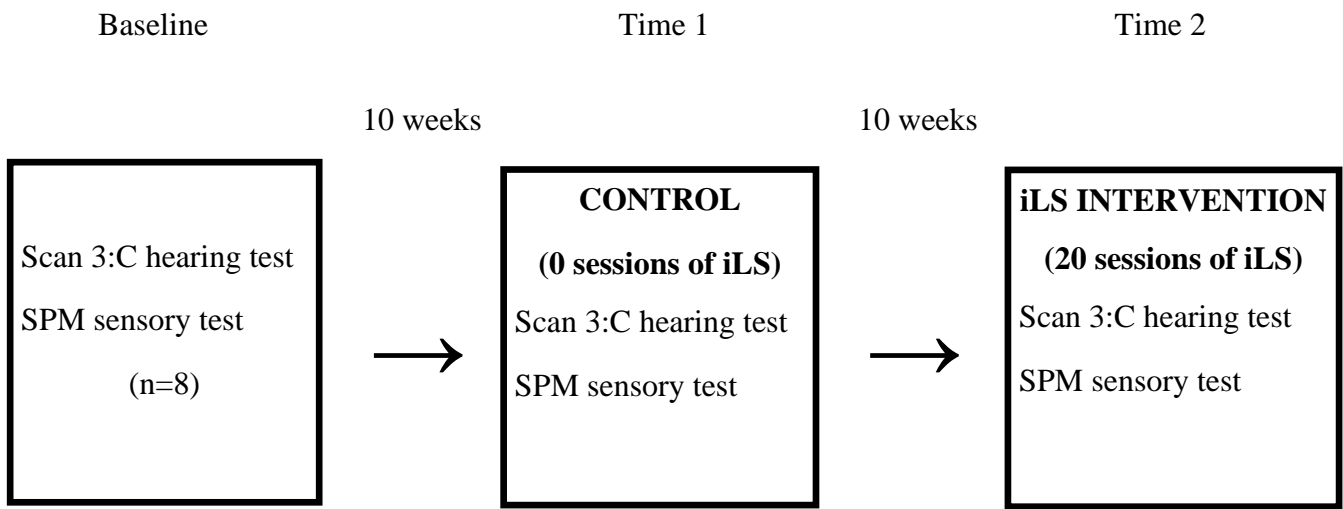 Baseline
Time 1
Time 2
10 weeks
10 weeks
Scan 3:C hearing test
SPM sensory test
(n=8)
CONTROL
(0 sessions of iLS)
Scan 3:C hearing test
SPM sensory test
iLS INTERVENTION
(20 sessions of iLS)
Scan 3:C hearing test
SPM sensory test